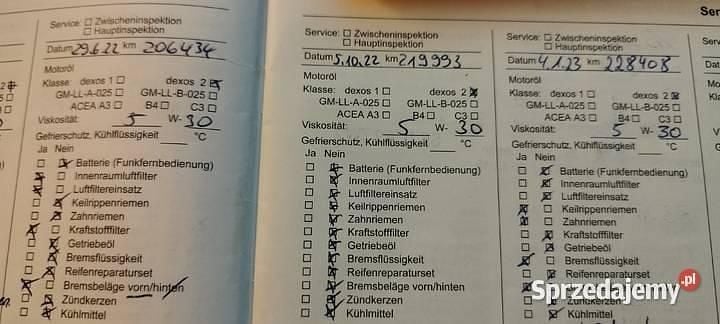 Ser
Service: ☐ Zwischeninspektion
☐ Hauptinspektion
Datum 29.6.22 km 206434
Motoröl
Klasse: dexos 1 ☐ dexos 2 ☒
GM-LL-A-025 ☐ GM-LL-B-025 ☐
ACEA A3 ☐ B4 ☐ C3 ☐
Viskosität: 5 W- 30
Gefrierschutz, Kühlflüssigkeit °C
Ja Nein
☐ ☒ Batterie (Funkfernbedienung)
☒ ☐ Innenraumluftfilter
☒ ☐ Luftfiltereinsatz
☐ ☒ Keilrippenriemen
☐ ☒ Zahnriemen
☒ ☐ Kraftstofffilter
☐ ☒ Getriebeöl
☐ ☒ Bremsflüssigkeit
☐ ☒ Reifenreparaturset
☒ ☐ Bremsbeläge vorn/hinten
☐ ☒ Zündkerzen
☐ ☒ Kühlmittel
Service: ☐ Zwischeninspektion
☐ Hauptinspektion
Datum 5.10.22 km 219993
Motoröl
Klasse: dexos 1 ☐ dexos 2 ☒
GM-LL-A-025 ☐ GM-LL-B-025 ☐
ACEA A3 ☐ B4 ☐ C3 ☐
Viskosität: 5 W- 30
Gefrierschutz, Kühlflüssigkeit °C
Ja Nein
☐ ☒ Batterie (Funkfernbedienung)
☐ ☒ Innenraumluftfilter
☐ ☒ Luftfiltereinsatz
☐ ☒ Keilrippenriemen
☐ ☒ Zahnriemen
☐ ☒ Kraftstofffilter
☐ ☒ Getriebeöl
☐ ☒ Bremsflüssigkeit
☐ ☒ Reifenreparaturset
☐ ☒ Bremsbeläge vorn/hinten
☐ ☒ Zündkerzen
☐ ☒ Kühlmittel
Service: ☐ Zwischeninspektion
☐ Hauptinspektion
Datum 4.1.23 km 228408
Motoröl
Klasse: dexos 1 ☐ dexos 2 ☒
GM-LL-A-025 ☐ GM-LL-B-025 ☐
ACEA A3 ☐ B4 ☐ C3 ☐
Viskosität: 5 W- 30
Gefrierschutz, Kühlflüssigkeit °C
Ja Nein
☐ ☒ Batterie (Funkfernbedienung)
☐ ☒ Innenraumluftfilter
☐ ☒ Luftfiltereinsatz
☒ ☐ Keilrippenriemen
☒ ☐ Zahnriemen
☐ ☒ Kraftstofffilter
☐ ☒ Getriebeöl
☒ ☐ Bremsflüssigkeit
☐ ☒ Reifenreparaturset
Zündkerzen
Kühlmittel
Sprzedajemy.pl